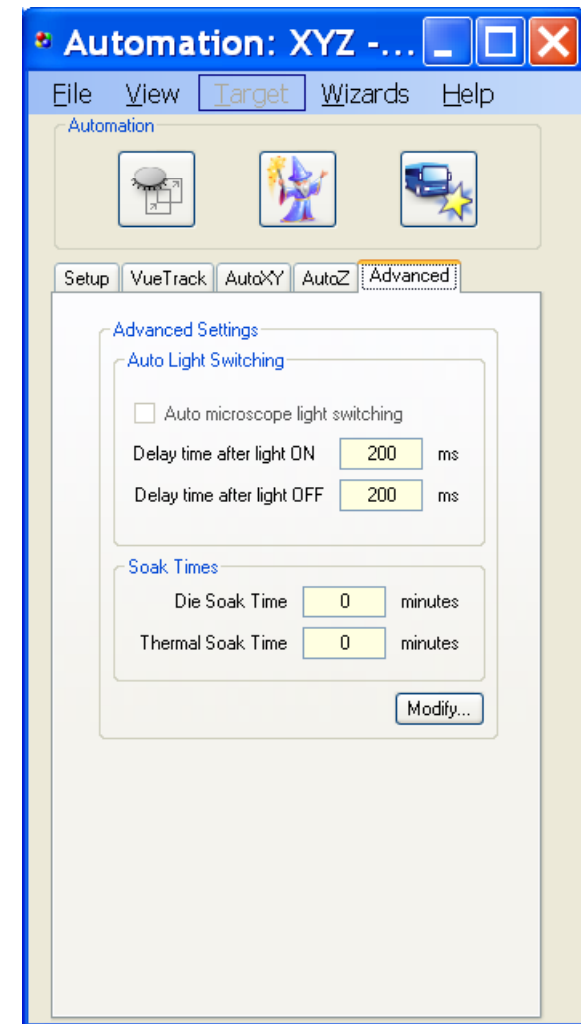 Automation: XYZ -...
File View Target Wizards Help
Automation
Setup VueTrack AutoXY AutoZ Advanced
Advanced Settings
Auto Light Switching
Auto microscope light switching
Delay time after light ON 200 ms
Delay time after light OFF 200 ms
Soak Times
Die Soak Time 0 minutes
Thermal Soak Time 0 minutes
Modify...